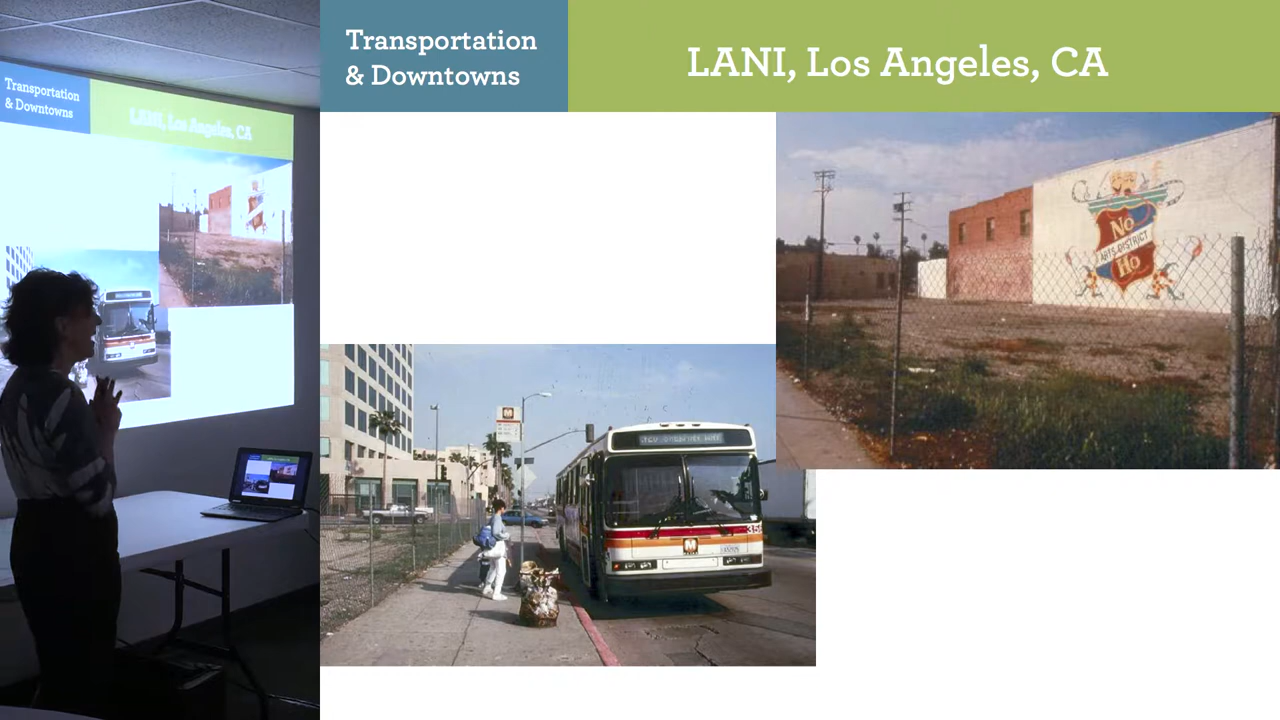 Transportation
& Downtowns
LANI, Los Angeles, CA
Transportation
& Downtowns
LANI, Los Angeles, CA
No
ARTS DISTRICT
Ho
M
M